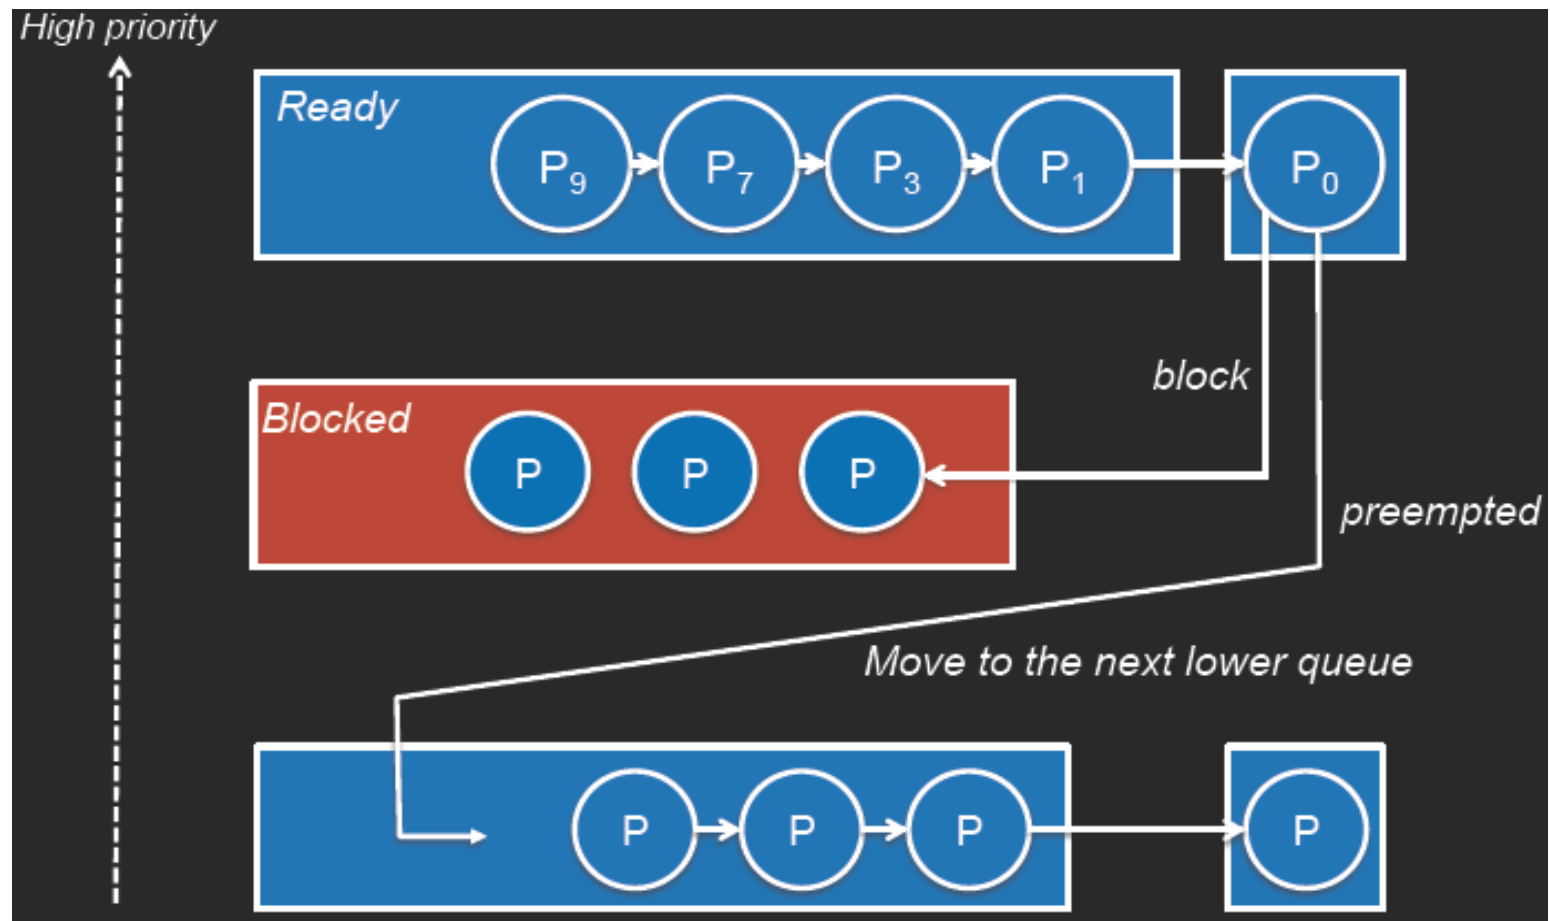 High priority
Ready
P₉ P₇ P₃ P₁ P₀
block
Blocked
P P P
preempted
Move to the next lower queue
P P P P